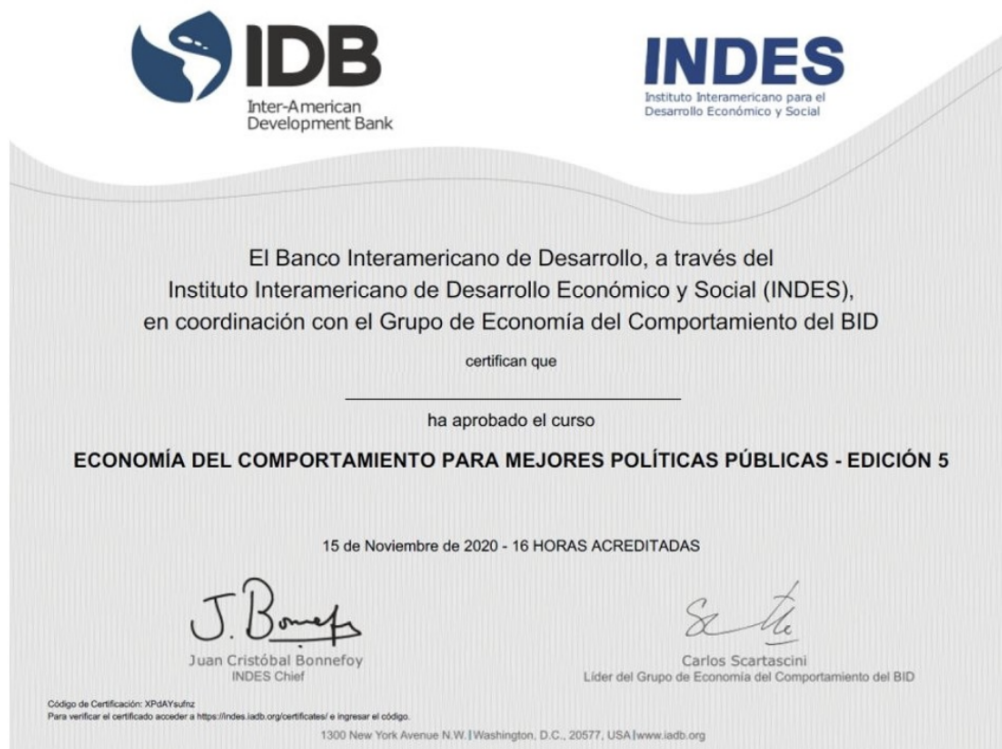 IDB
Inter-American
Development Bank
INDES
Instituto Interamericano para el
Desarrollo Económico y Social
El Banco Interamericano de Desarrollo, a través del
Instituto Interamericano de Desarrollo Económico y Social (INDES),
en coordinación con el Grupo de Economía del Comportamiento del BID
certifican que
ha aprobado el curso
ECONOMÍA DEL COMPORTAMIENTO PARA MEJORES POLÍTICAS PÚBLICAS - EDICIÓN 5
15 de Noviembre de 2020 - 16 HORAS ACREDITADAS
J. Bonnefoy
Juan Cristóbal Bonnefoy
INDES Chief
Carlos Scartascini
Líder del Grupo de Economía del Comportamiento del BID
Código de Certificación: XPdAYsufnz
Para verificar el certificado acceder a https://indes.iadb.org/certificates/ e ingresar el código.
1300 New York Avenue N.W. | Washington, D.C., 20577, USA | www.iadb.org